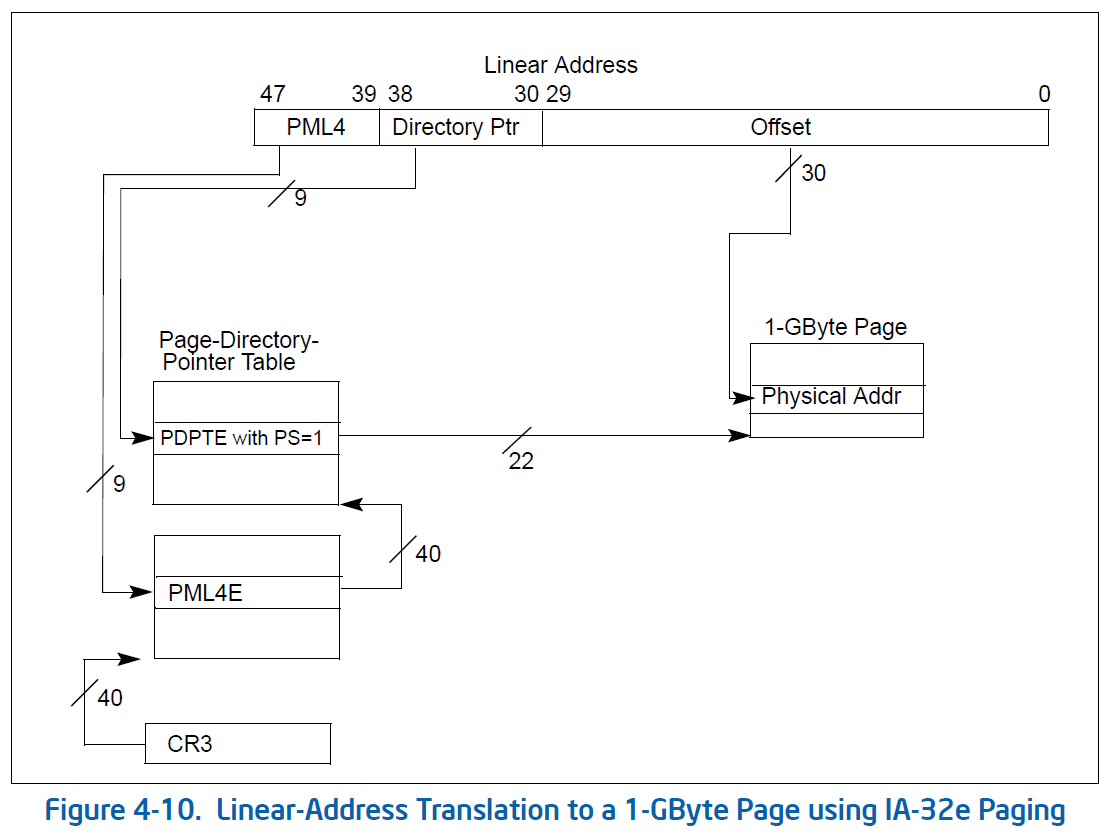 Linear Address
47 39 38 30 29 0
PML4 Directory Ptr Offset
9
30
1-GByte Page
Page-Directory-
Pointer Table
Physical Addr
PDPTE with PS=1
22
9
40
PML4E
40
CR3
Figure 4-10. Linear-Address Translation to a 1-GByte Page using IA-32e Paging